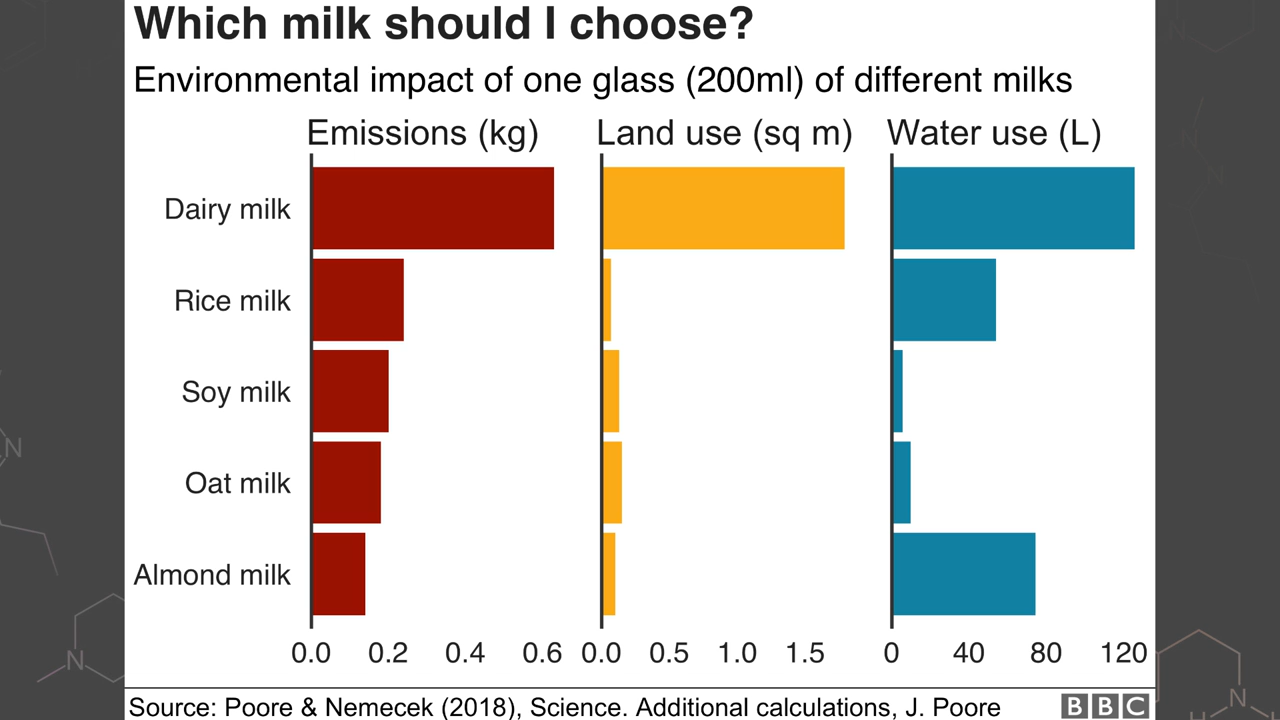 Which milk should I choose?
Environmental impact of one glass (200ml) of different milks
Emissions (kg) Land use (sq m) Water use (L)
Dairy milk
Rice milk
Soy milk
Oat milk
Almond milk
0.0 0.2 0.4 0.6 0.0 0.5 1.0 1.5 0 40 80 120
Source: Poore & Nemecek (2018), Science. Additional calculations, J. Poore BBC
N
N
N
N
N
N
H
H